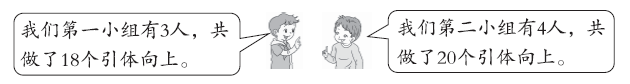 我们第一小组有3人，共
做了18个引体向上。
我们第二小组有4人，共
做了20个引体向上。